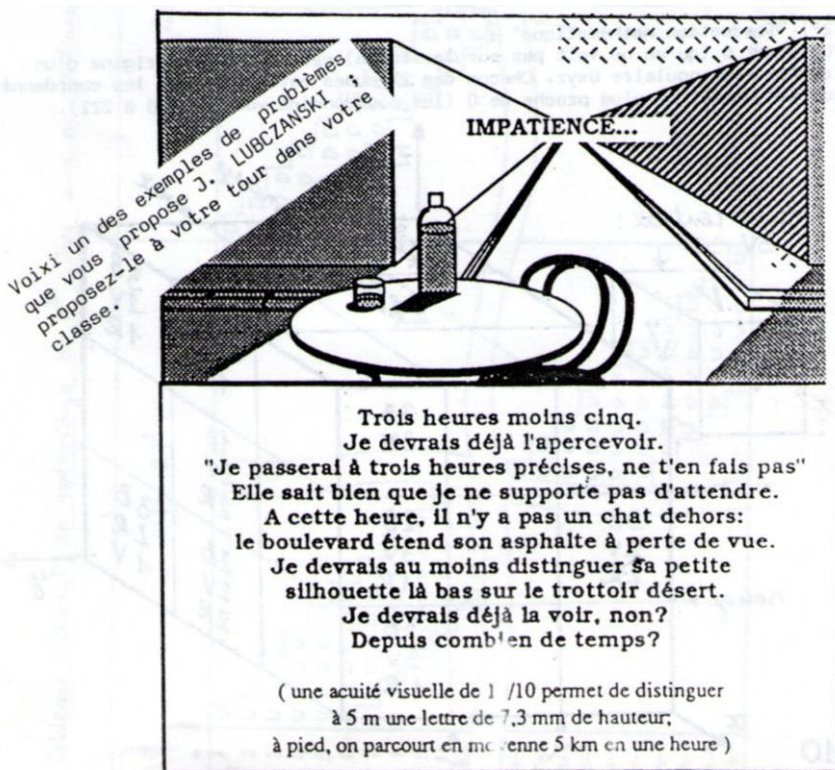 Voixi un des exemples de problèmes
que vous propose J. LUBCZANSKI
proposez-le à votre tour dans votre
classe.
IMPATIENCE...
Trois heures moins cinq.
Je devrais déjà l'apercevoir.
"Je passerai à trois heures précises, ne t'en fais pas"
Elle sait bien que je ne supporte pas d'attendre.
A cette heure, il n'y a pas un chat dehors:
le boulevard étend son asphalte à perte de vue.
Je devrais au moins distinguer sa petite
silhouette là bas sur le trottoir désert.
Je devrais déjà la voir, non?
Depuis combien de temps?
( une acuité visuelle de /10 permet de distinguer
à 5 m une lettre de 7,3 mm de hauteur;
à pied, on parcourt en moyenne 5 km en une heure )